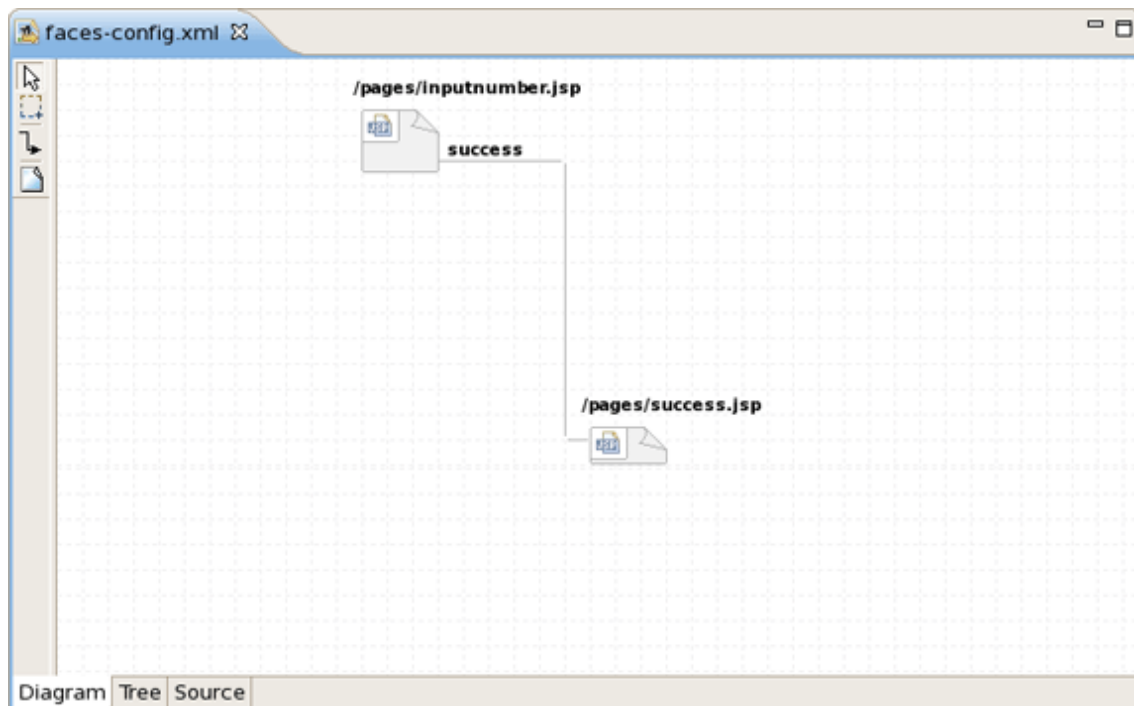 faces-config.xml
/pages/inputnumber.jsp
success
/pages/success.jsp
Diagram Tree Source